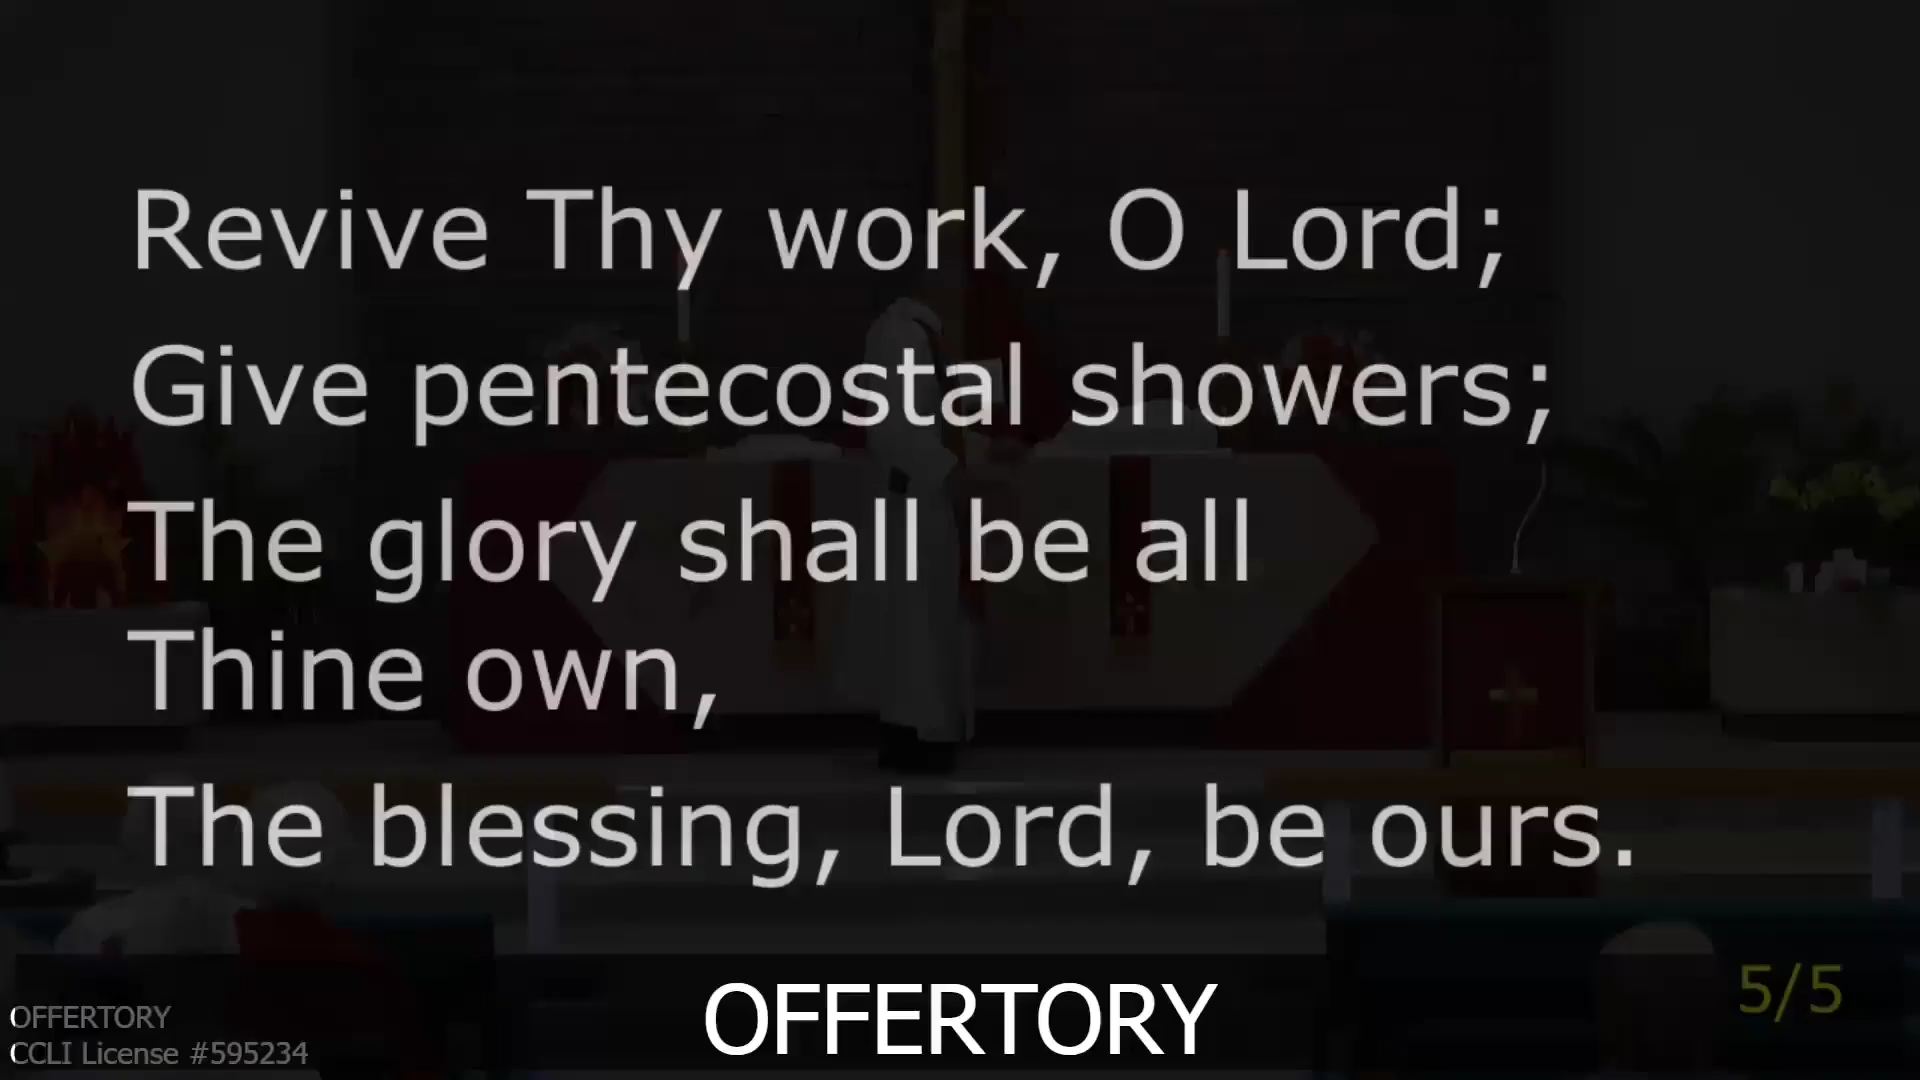 Revive Thy work, O Lord;
Give pentecostal showers;
The glory shall be all
Thine own,
The blessing, Lord, be ours.
OFFERTORY
5/5
OFFERTORY
CCLI License #595234